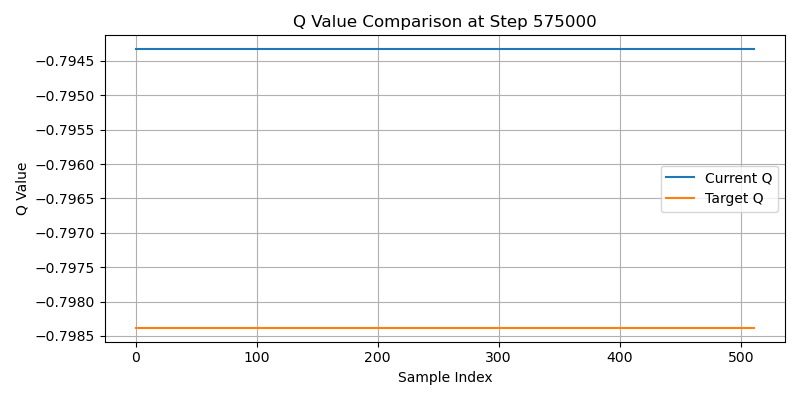 Q Value Comparison at Step 575000
Q Value
−0.7945
−0.7950
−0.7955
−0.7960
−0.7965
−0.7970
−0.7975
−0.7980
−0.7985
Current Q
Target Q
0 100 200 300 400 500
Sample Index